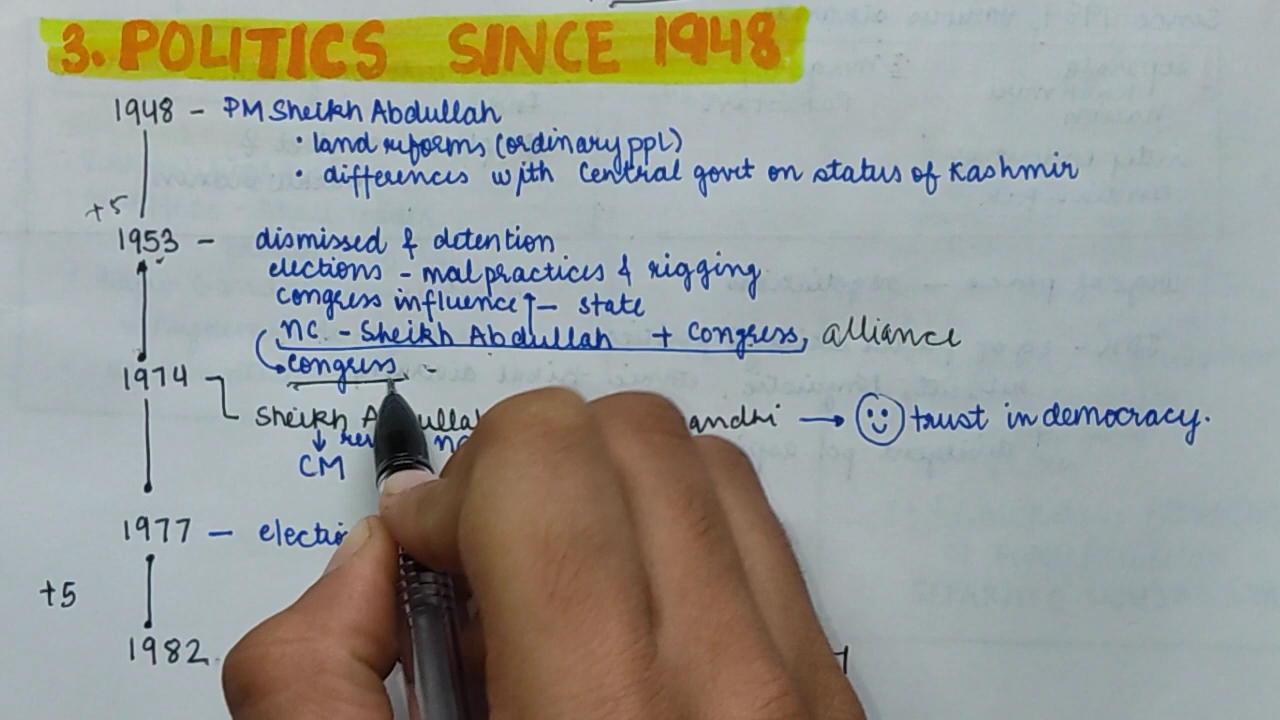 3. POLITICS SINCE 1948
1948 - PM Sheikh Abdullah
• land reforms (ordinary ppl)
• differences with central govt on status of Kashmir
+5
1953 - dismissed & detention
elections - malpractices & rigging
congress influence ↑ - state
NC - Sheikh Abdullah + Congress, alliance
→ congress -
1974
Sheikh → 🙂 trust in democracy.
↓
CM
1977 -
+5
1982